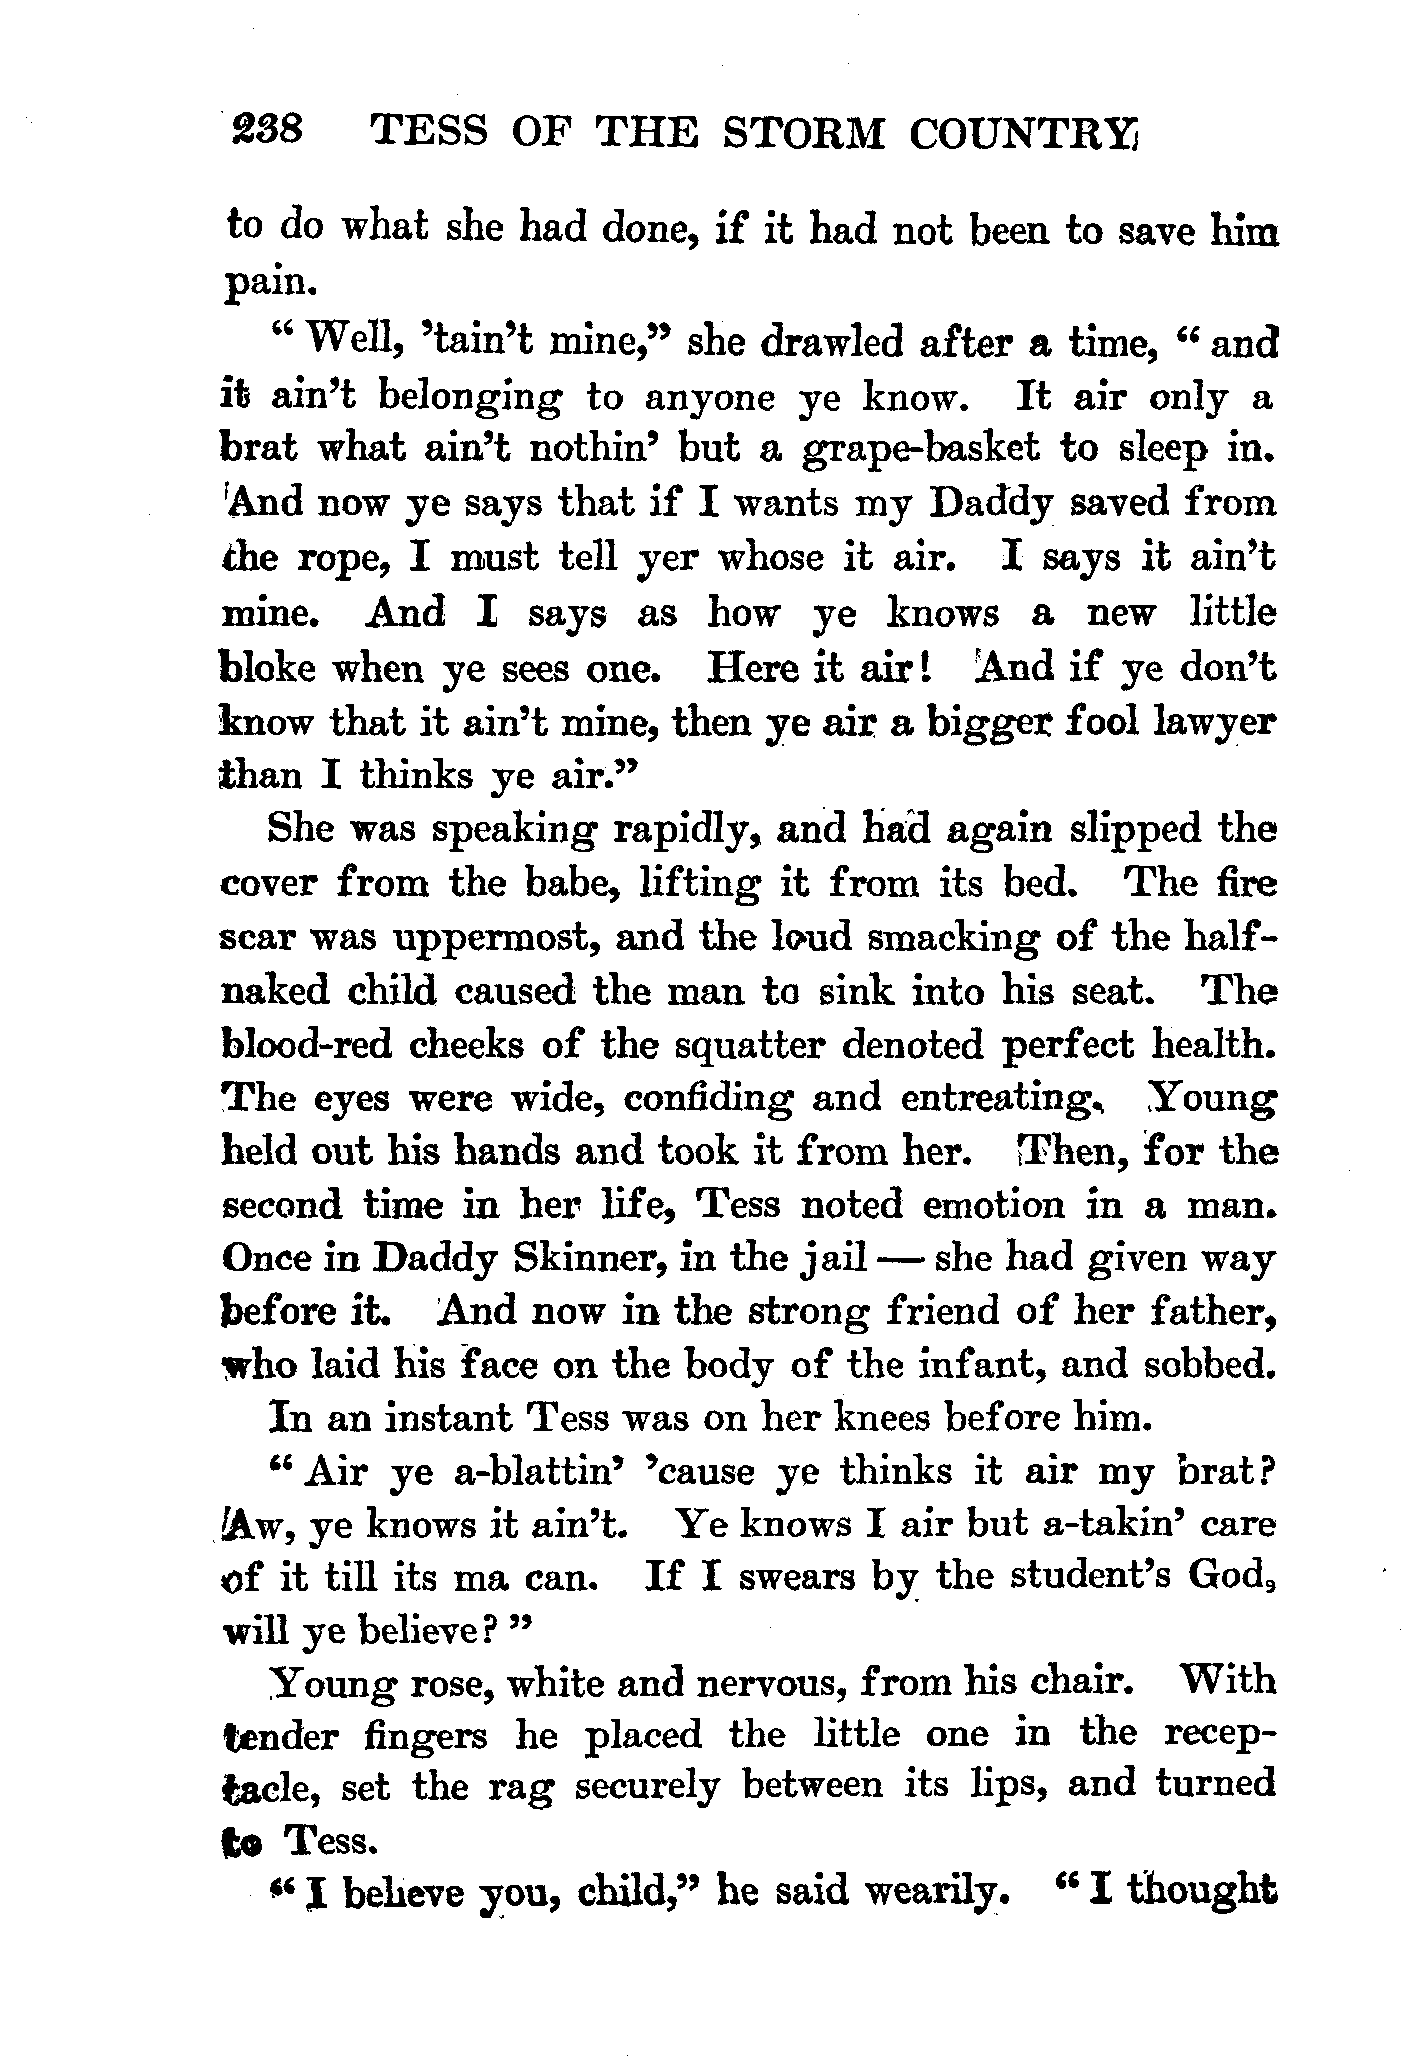 238 TESS OF THE STORM COUNTRY
to do what she had done, if it had not been to save him
pain.
“ Well, ’tain’t mine,” she drawled after a time, “ and
it ain’t belonging to anyone ye know. It air only a
brat what ain’t nothin’ but a grape-basket to sleep in.
And now ye says that if I wants my Daddy saved from
the rope, I must tell yer whose it air. I says it ain’t
mine. And I says as how ye knows a new little
bloke when ye sees one. Here it air! And if ye don’t
know that it ain’t mine, then ye air a bigger fool lawyer
than I thinks ye air.”
She was speaking rapidly, and had again slipped the
cover from the babe, lifting it from its bed. The fire
scar was uppermost, and the loud smacking of the half-
naked child caused the man to sink into his seat. The
blood-red cheeks of the squatter denoted perfect health.
The eyes were wide, confiding and entreating. Young
held out his hands and took it from her. Then, for the
second time in her life, Tess noted emotion in a man.
Once in Daddy Skinner, in the jail — she had given way
before it. And now in the strong friend of her father,
who laid his face on the body of the infant, and sobbed.
In an instant Tess was on her knees before him.
“ Air ye a-blattin’ ’cause ye thinks it air my brat?
Aw, ye knows it ain’t. Ye knows I air but a-takin’ care
of it till its ma can. If I swears by the student’s God,
will ye believe? ”
Young rose, white and nervous, from his chair. With
tender fingers he placed the little one in the recep-
tacle, set the rag securely between its lips, and turned
to Tess.
“ I believe you, child,” he said wearily. “ I thought